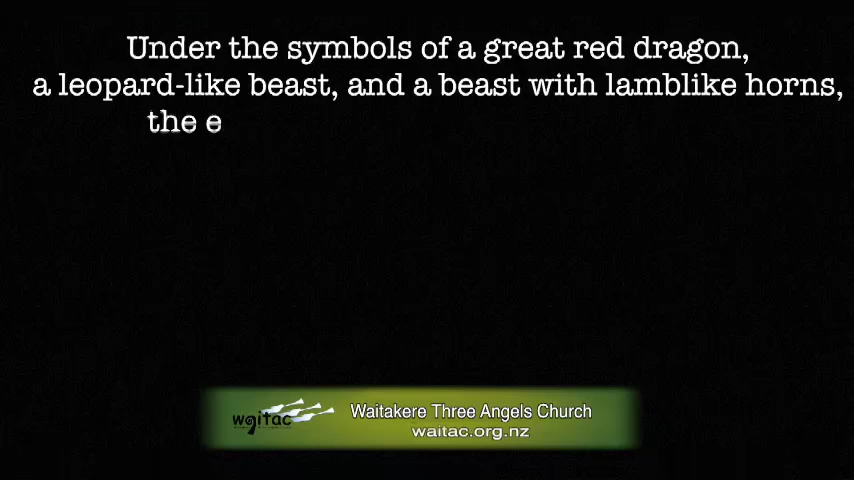 Under the symbols of a great red dragon,
a leopard-like beast, and a beast with lamblike horns,
the e
waitac
Waitakere Three Angels Church
waitac.org.nz